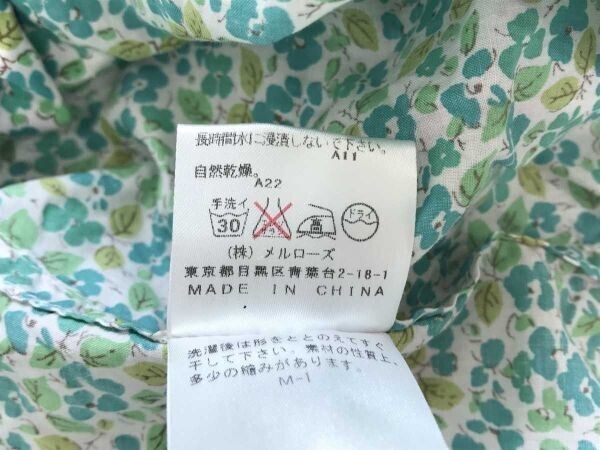 長時間水に浸漬しないで下さい。
A11
自然乾燥。
A22
手洗イ
30
高
ドライ
(株) メルローズ
東京都目黒区青葉台2-18-1
MADE IN CHINA
洗濯後は形をととのえてすぐ
干して下さい。素材の性質上、
多少の縮みがあります。
M-1